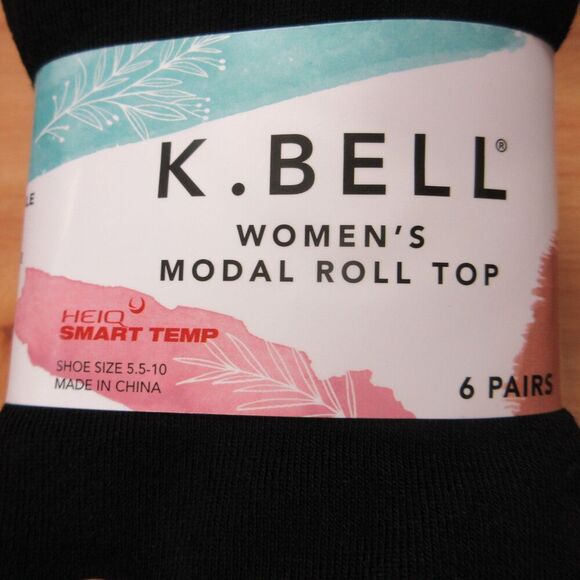 K.BELL®
WOMEN'S
MODAL ROLL TOP
HEIQ
SMART TEMP
SHOE SIZE 5.5-10
MADE IN CHINA
6 PAIRS